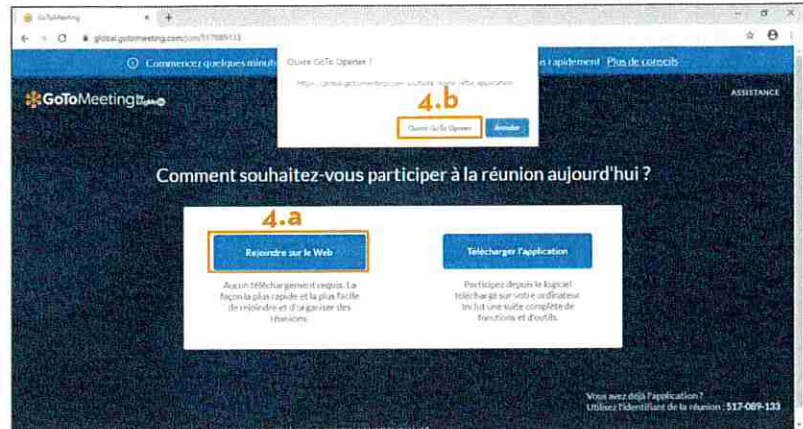 GoToMeeting
global.gotomeeting.com/join/517089133
Commencez quelques minut
Ouvrir GoTo Opener ?
rapidement Plus de conseils
cette application
4.b
Ouvrir GoTo Opener
Annuler
GoToMeeting
ASSISTANCE
Comment souhaitez-vous participer à la réunion aujourd'hui ?
4.a
Rejoindre sur le Web
Télécharger l'application
Aucun téléchargement requis. La
façon la plus rapide et la plus facile
de rejoindre et d'organiser des
réunions.
Participez depuis le logiciel
téléchargé sur votre ordinateur.
Inclut une suite complète de
fonctions et d'outils.
Vous avez déjà l'application ?
Utilisez l'identifiant de la réunion : 517-089-133